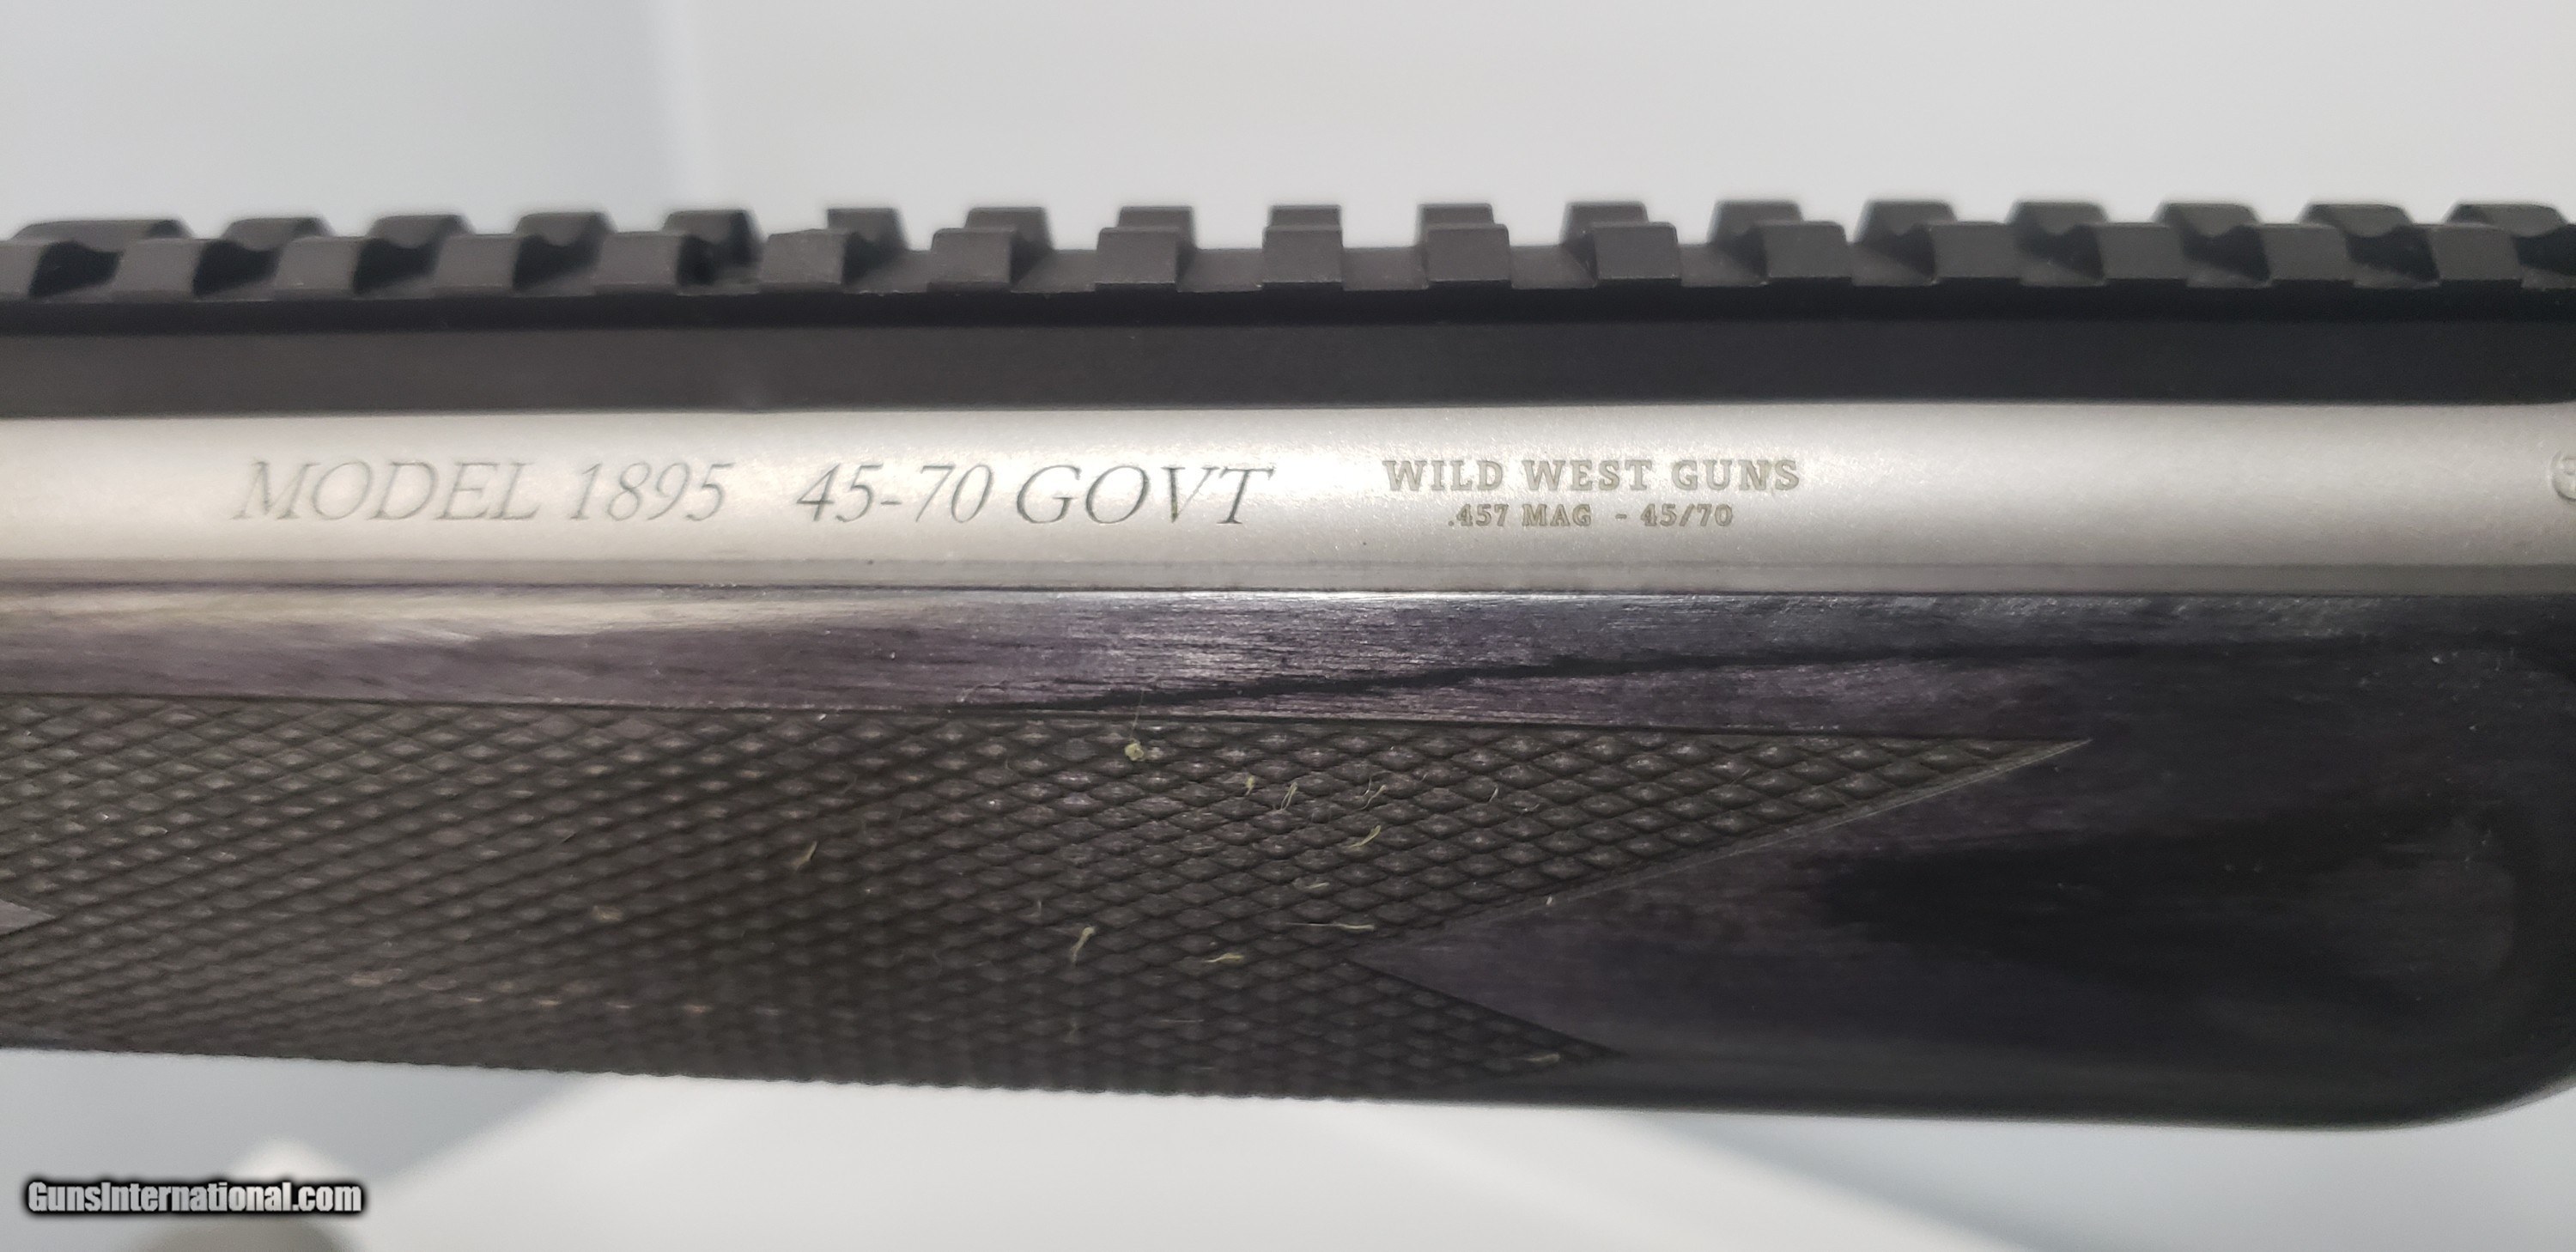 MODEL 1895 45-70 GOVT
WILD WEST GUNS
.457 MAG - 45/70
GunsInternational.com